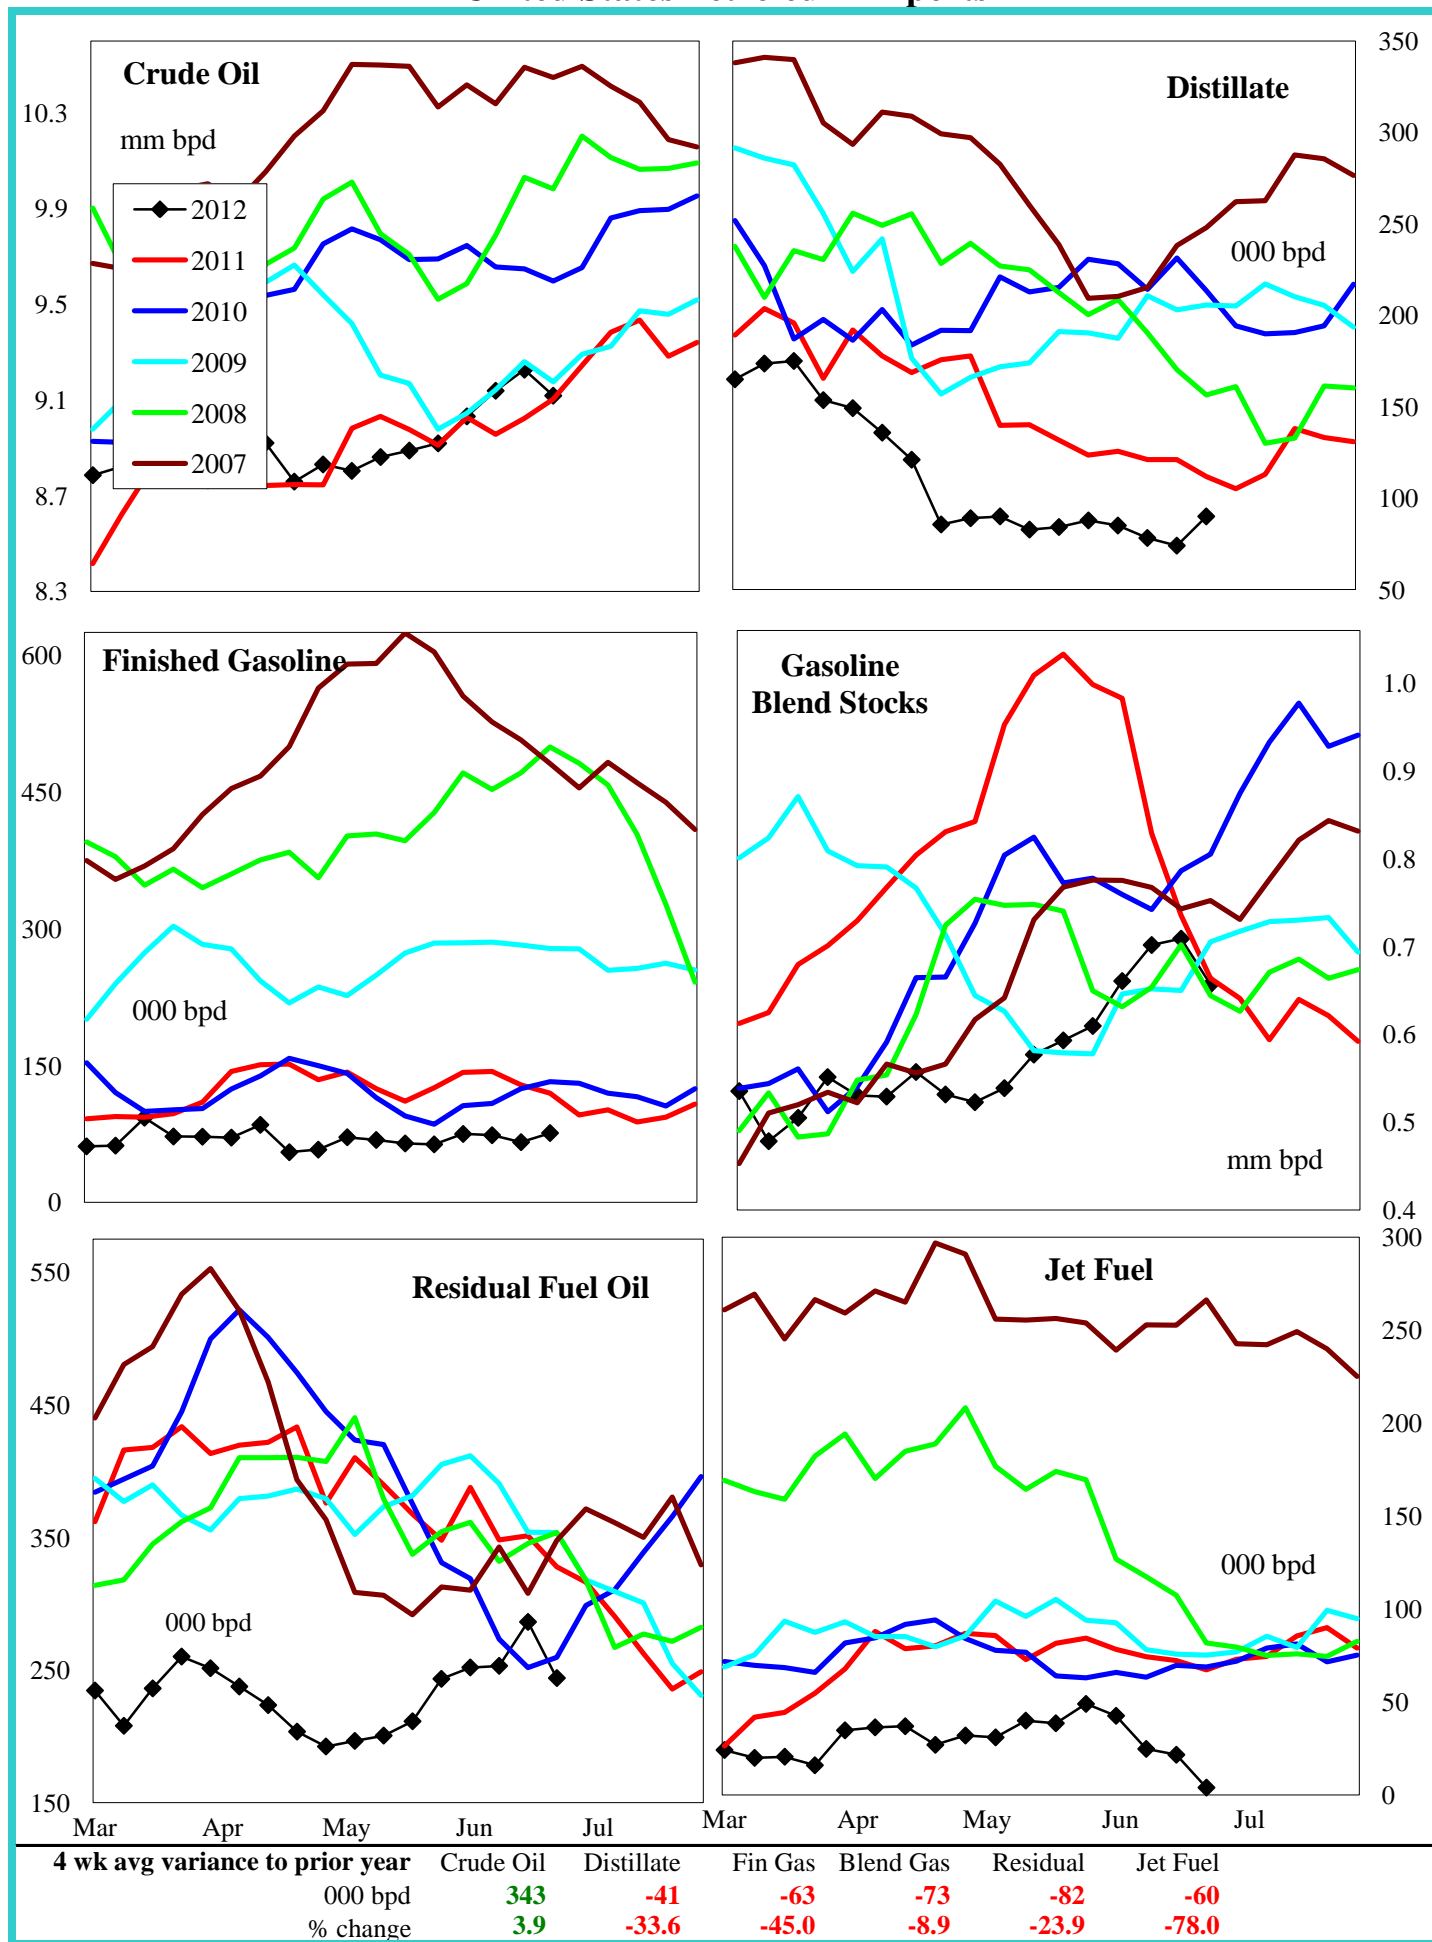 Crude Oil
mm bpd
10.3
9.9
9.5
9.1
8.7
8.3
2012
2011
2010
2009
2008
2007
Distillate
000 bpd
350
300
250
200
150
100
50
Finished Gasoline
000 bpd
600
450
300
150
0
Gasoline
Blend Stocks
mm bpd
1.0
0.9
0.8
0.7
0.6
0.5
0.4
Residual Fuel Oil
000 bpd
550
450
350
250
150
Mar Apr May Jun Jul
Jet Fuel
000 bpd
300
250
200
150
100
50
0
Mar Apr May Jun Jul
4 wk avg variance to prior year Crude Oil Distillate Fin Gas Blend Gas Residual Jet Fuel
000 bpd 343 -41 -63 -73 -82 -60
% change 3.9 -33.6 -45.0 -8.9 -23.9 -78.0